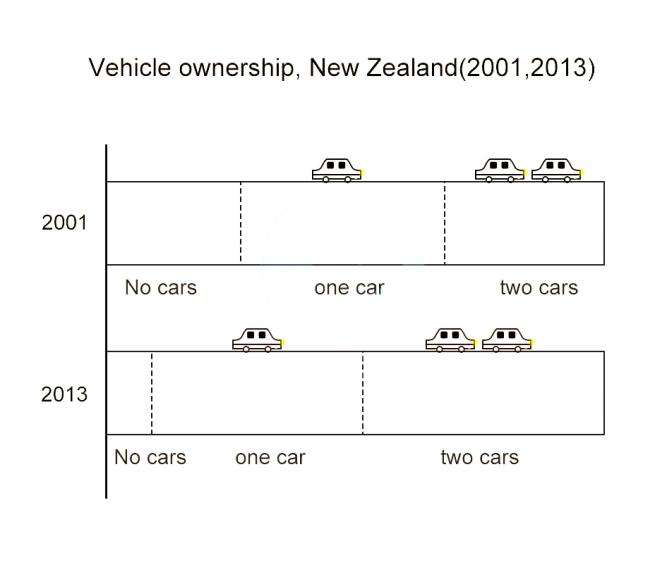 Vehicle ownership, New Zealand(2001,2013)
2001
No cars one car two cars
2013
No cars one car two cars